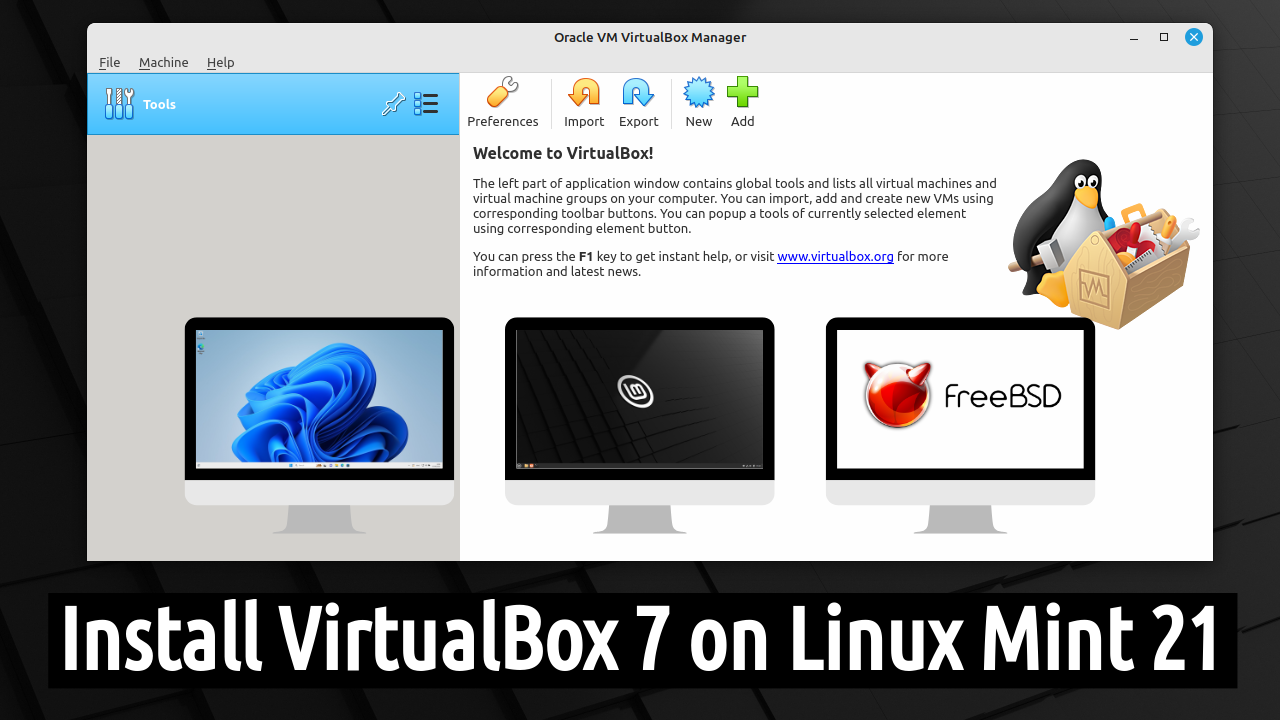 Oracle VM VirtualBox Manager
File Machine Help
Tools
Preferences Import Export New Add
Welcome to VirtualBox!
The left part of application window contains global tools and lists all virtual machines and
virtual machine groups on your computer. You can import, add and create new VMs using
corresponding toolbar buttons. You can popup a tools of currently selected element
using corresponding element button.
You can press the F1 key to get instant help, or visit www.virtualbox.org for more
information and latest news.
FreeBSD
Install VirtualBox 7 on Linux Mint 21